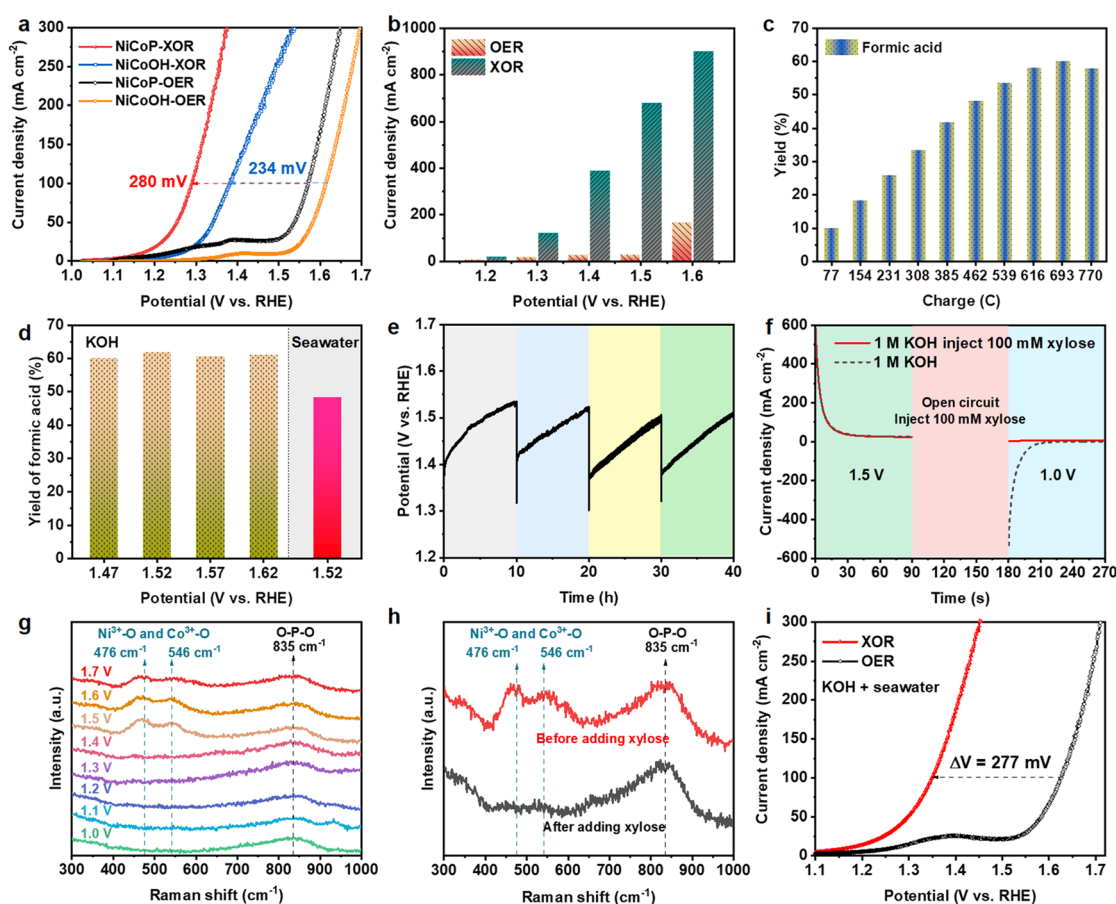 a
300
250
200
150
100
50
0
Current density (mA cm⁻²)
NiCoP-XOR
NiCoOH-XOR
NiCoP-OER
NiCoOH-OER
280 mV
234 mV
1.0 1.1 1.2 1.3 1.4 1.5 1.6 1.7
Potential (V vs. RHE)
b
1000
800
600
400
200
0
Current density (mA cm⁻²)
OER
XOR
1.2 1.3 1.4 1.5 1.6
Potential (V vs. RHE)
c
70
60
50
40
30
20
10
0
Yield (%)
Formic acid
77 154 231 308 385 462 539 616 693 770
Charge (C)
d
70
60
50
40
30
20
10
0
Yield of formic acid (%)
KOH
Seawater
1.47 1.52 1.57 1.62 1.52
Potential (V vs. RHE)
e
1.7
1.6
1.5
1.4
1.3
1.2
Potential (V vs. RHE)
0 10 20 30 40
Time (h)
f
600
400
200
0
-200
-400
-600
Current density (mA cm⁻²)
1 M KOH inject 100 mM xylose
1 M KOH
Open circuit
Inject 100 mM xylose
1.5 V
1.0 V
0 30 60 90 120 150 180 210 240 270
Time (s)
g
Ni³⁺-O and Co³⁺-O
476 cm⁻¹ 546 cm⁻¹
O-P-O
835 cm⁻¹
1.7 V
1.6 V
1.5 V
1.4 V
1.3 V
1.2 V
1.1 V
1.0 V
Intensity (a.u.)
300 400 500 600 700 800 900 1000
Raman shift (cm⁻¹)
h
Ni³⁺-O and Co³⁺-O
476 cm⁻¹ 546 cm⁻¹
O-P-O
835 cm⁻¹
Before adding xylose
After adding xylose
Intensity (a.u.)
300 400 500 600 700 800 900 1000
Raman shift (cm⁻¹)
i
300
250
200
150
100
50
0
Current density (mA cm⁻²)
XOR
OER
KOH + seawater
ΔV = 277 mV
1.1 1.2 1.3 1.4 1.5 1.6 1.7
Potential (V vs. RHE)